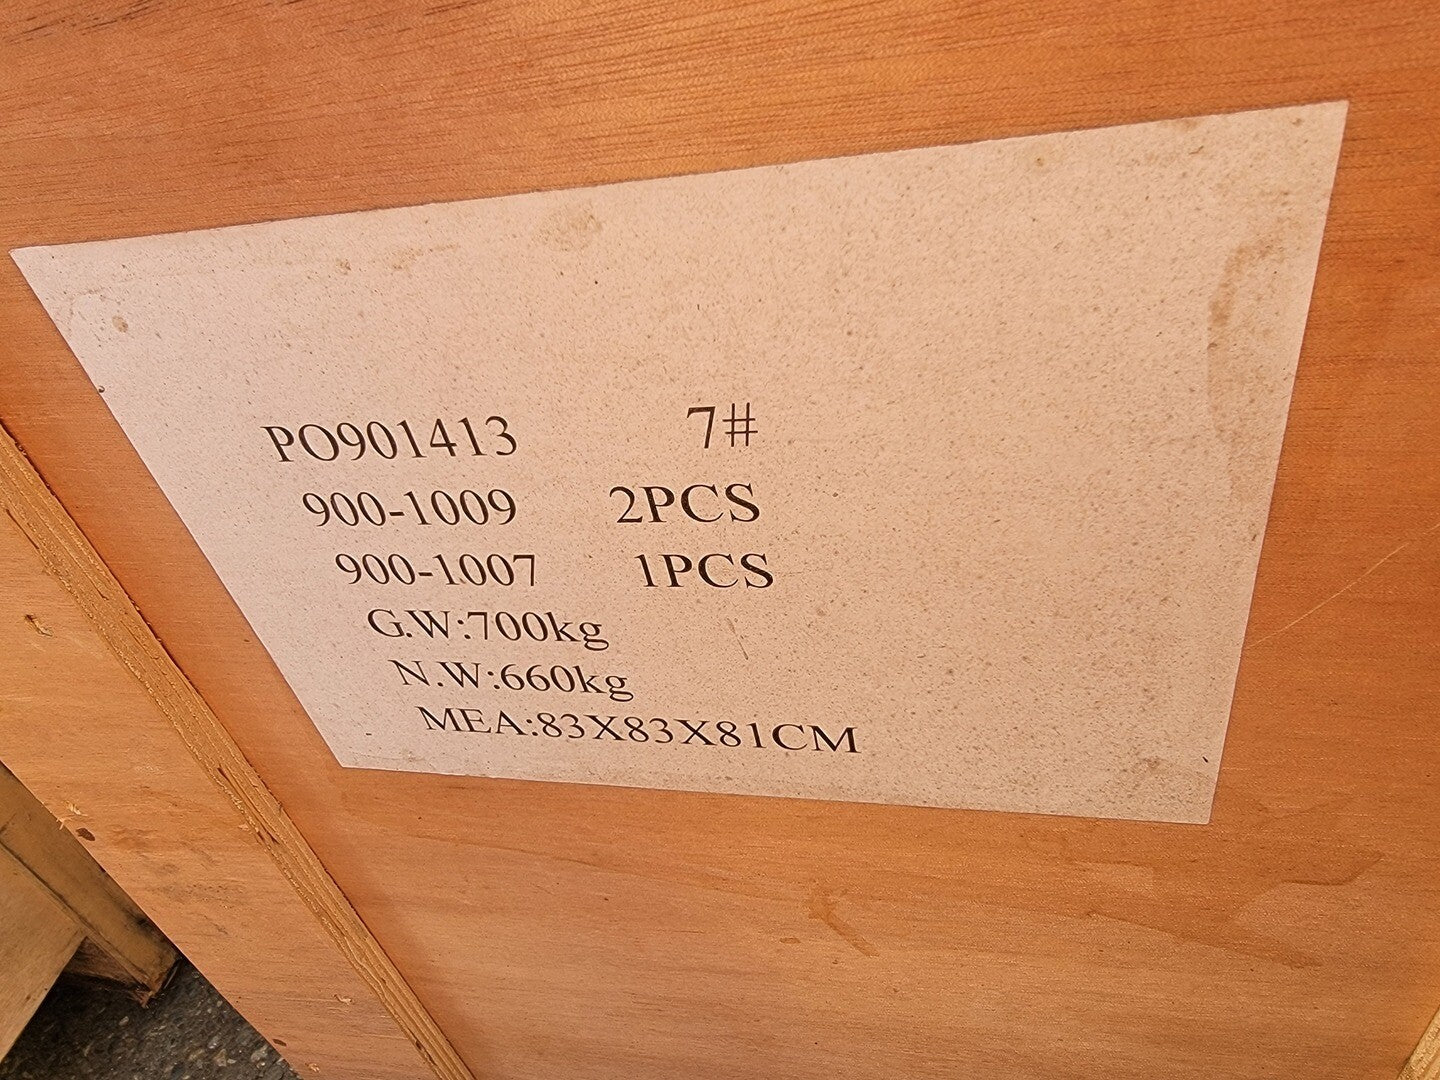 PO901413 7#
900-1009 2PCS
900-1007 1PCS
G.W:700kg
N.W:660kg
MEA:83X83X81CM